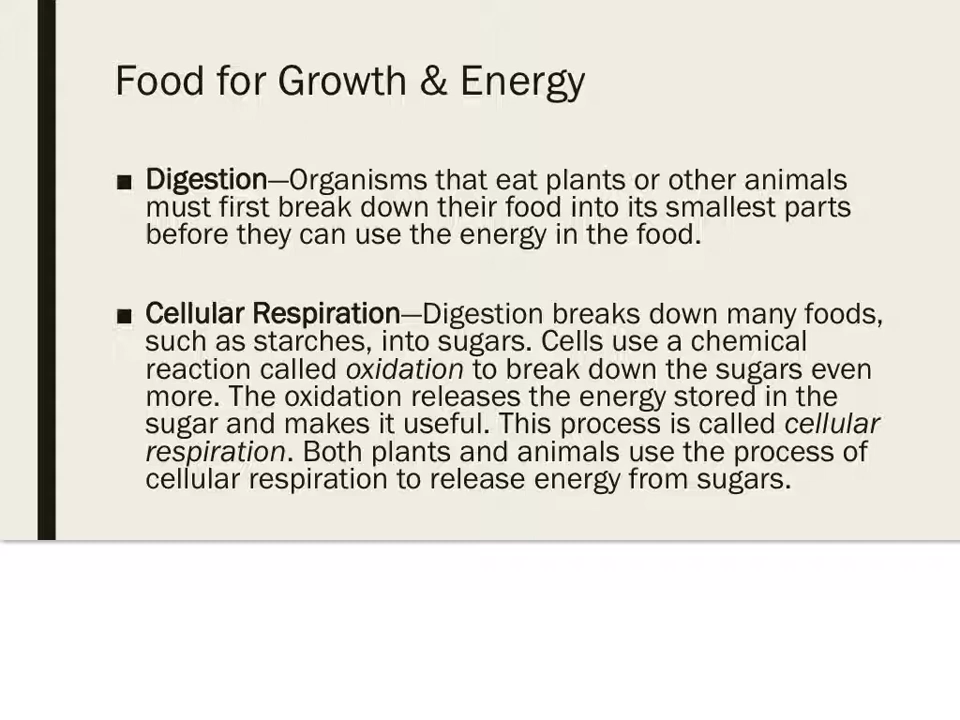 Food for Growth & Energy
■ Digestion—Organisms that eat plants or other animals
must first break down their food into its smallest parts
before they can use the energy in the food.
■ Cellular Respiration—Digestion breaks down many foods,
such as starches, into sugars. Cells use a chemical
reaction called oxidation to break down the sugars even
more. The oxidation releases the energy stored in the
sugar and makes it useful. This process is called cellular
respiration. Both plants and animals use the process of
cellular respiration to release energy from sugars.